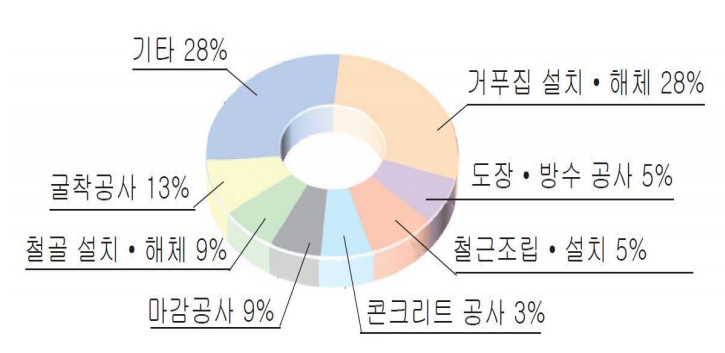 기타 28%
거푸집 설치 • 해체 28%
굴착공사 13%
도장 • 방수 공사 5%
철골 설치 • 해체 9%
철근조립 • 설치 5%
마감공사 9%
콘크리트 공사 3%